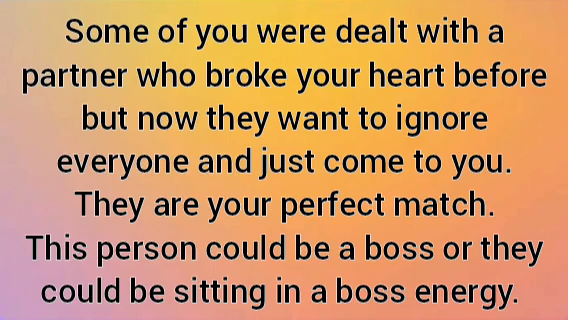 Some of you were dealt with a
partner who broke your heart before
but now they want to ignore
everyone and just come to you.
They are your perfect match.
This person could be a boss or they
could be sitting in a boss energy.